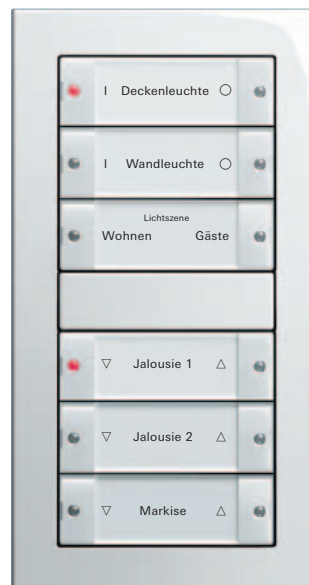 I Deckenleuchte ○
I Wandleuchte ○
Lichtszene
Wohnen Gäste
▽ Jalousie 1 △
▽ Jalousie 2 △
▽ Markise △